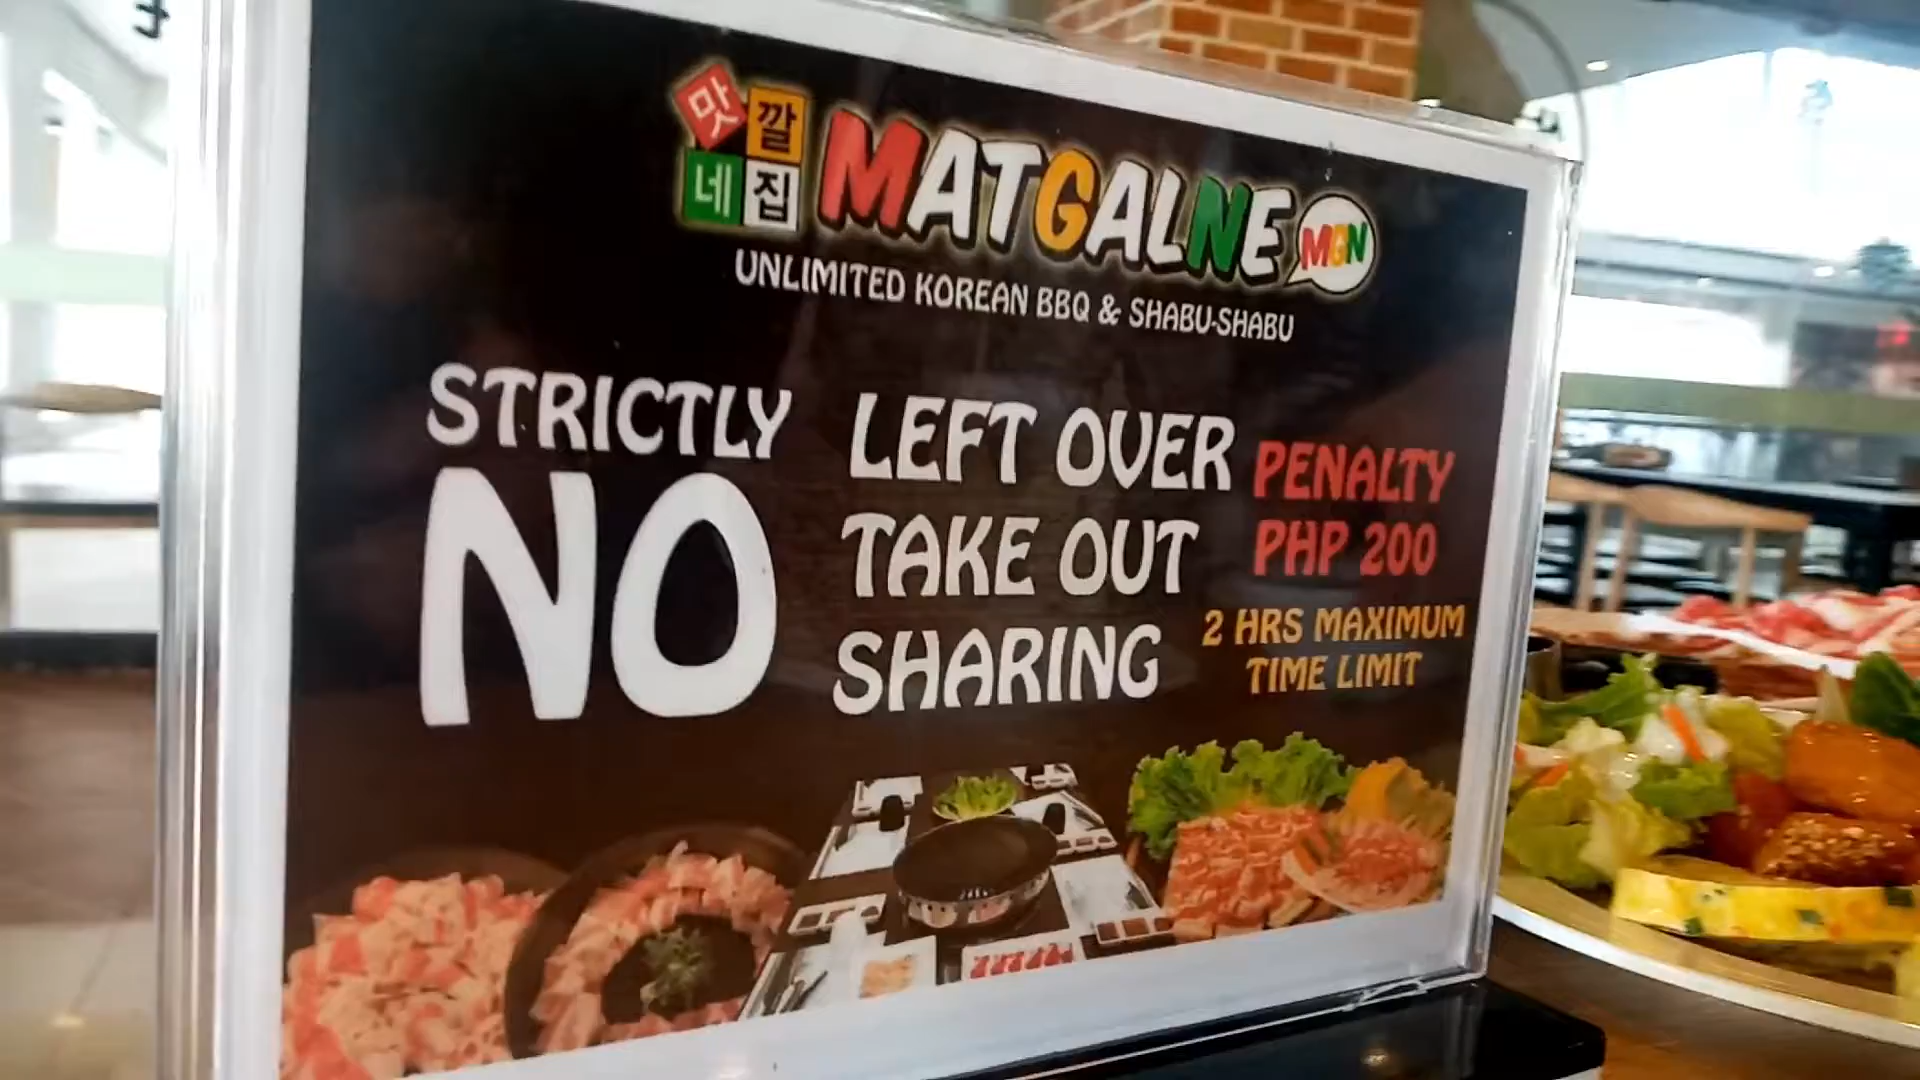 맛깔
네집
MATGALNE
MGN
UNLIMITED KOREAN BBQ & SHABU-SHABU
STRICTLY
NO
LEFT OVER
TAKE OUT
SHARING
PENALTY
PHP 200
2 HRS MAXIMUM
TIME LIMIT